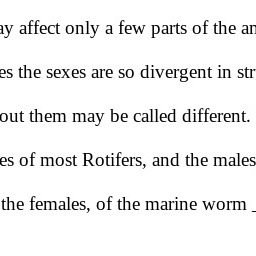 ay affect only a few parts of the an
es the sexes are so divergent in str
out them may be called different.
es of most Rotifers, and the males
the females, of the marine worm _